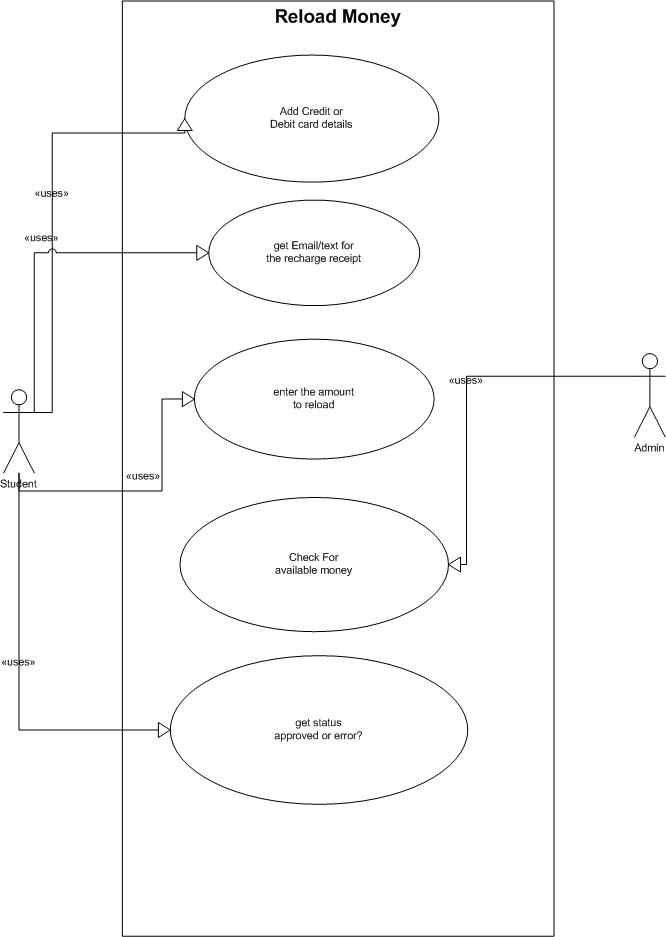 Reload Money
Add Credit or
Debit card details
«uses»
«uses»
get Email/text for
the recharge receipt
enter the amount
to reload
«uses»
Admin
Student
«uses»
Check For
available money
«uses»
get status
approved or error?